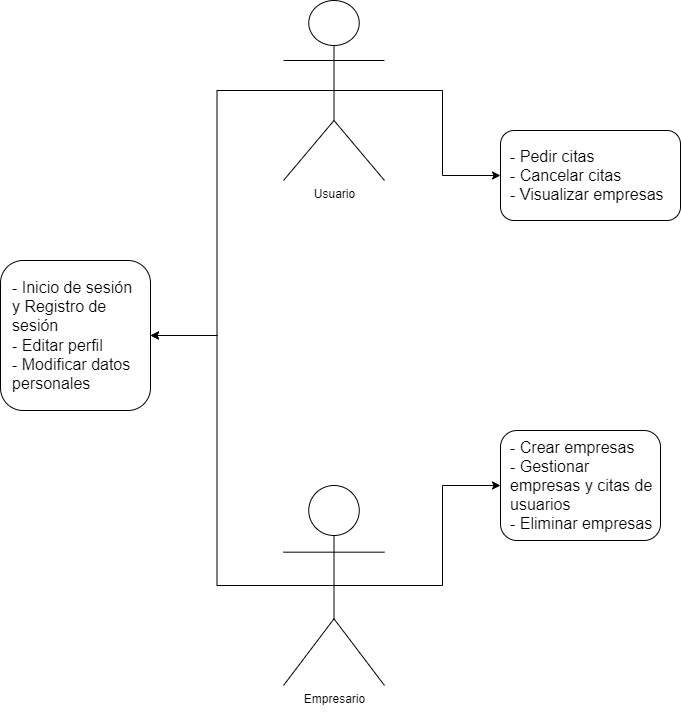 Usuario
- Pedir citas
- Cancelar citas
- Visualizar empresas
- Inicio de sesión
y Registro de
sesión
- Editar perfil
- Modificar datos
personales
- Crear empresas
- Gestionar
empresas y citas de
usuarios
- Eliminar empresas
Empresario